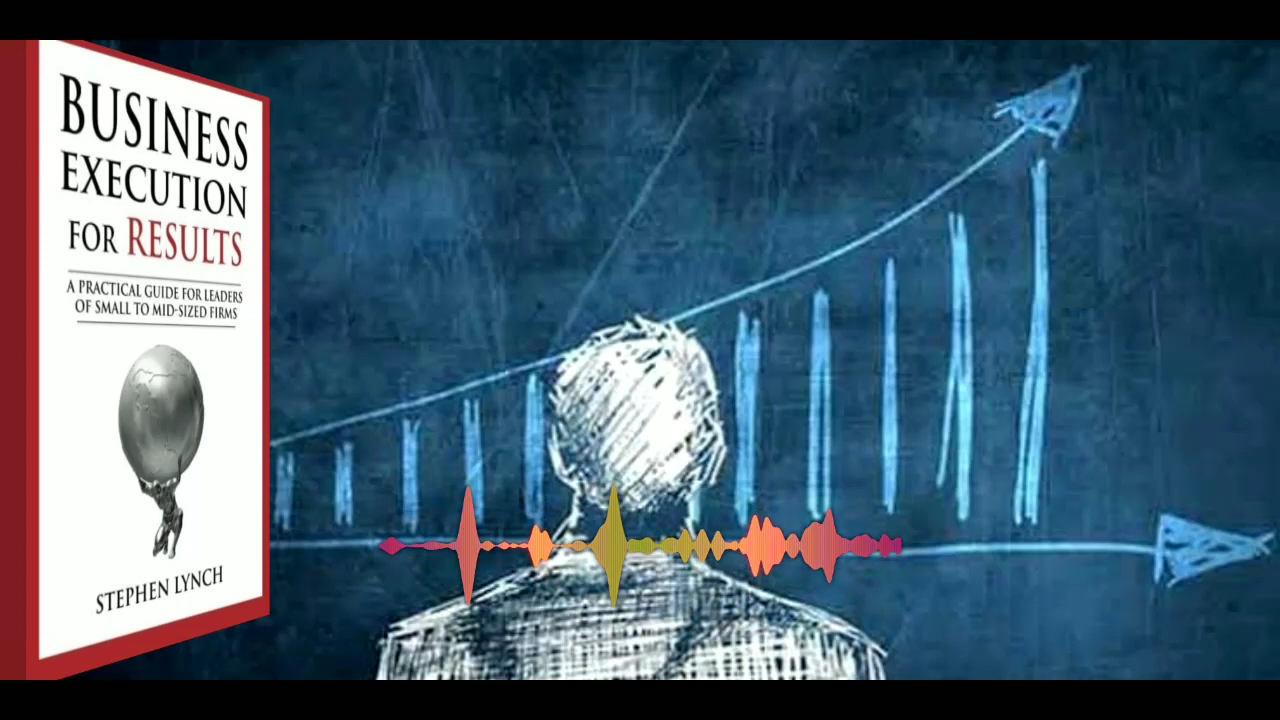 BUSINESS
EXECUTION
FOR RESULTS
A PRACTICAL GUIDE FOR LEADERS
OF SMALL TO MID-SIZED FIRMS
STEPHEN LYNCH